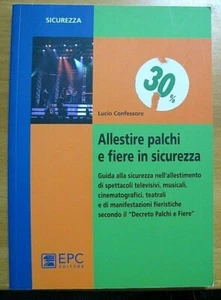 SICUREZZA
30%
Lucio Confessore
Allestire palchi
e fiere in sicurezza
Guida alla sicurezza nell'allestimento
di spettacoli televisivi, musicali,
cinematografici, teatrali
e di manifestazioni fieristiche
secondo il "Decreto Palchi e Fiere"
EPC
EDITORE